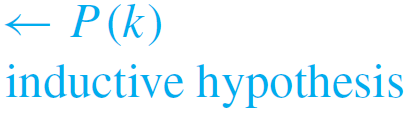 ← P(k)
inductive hypothesis